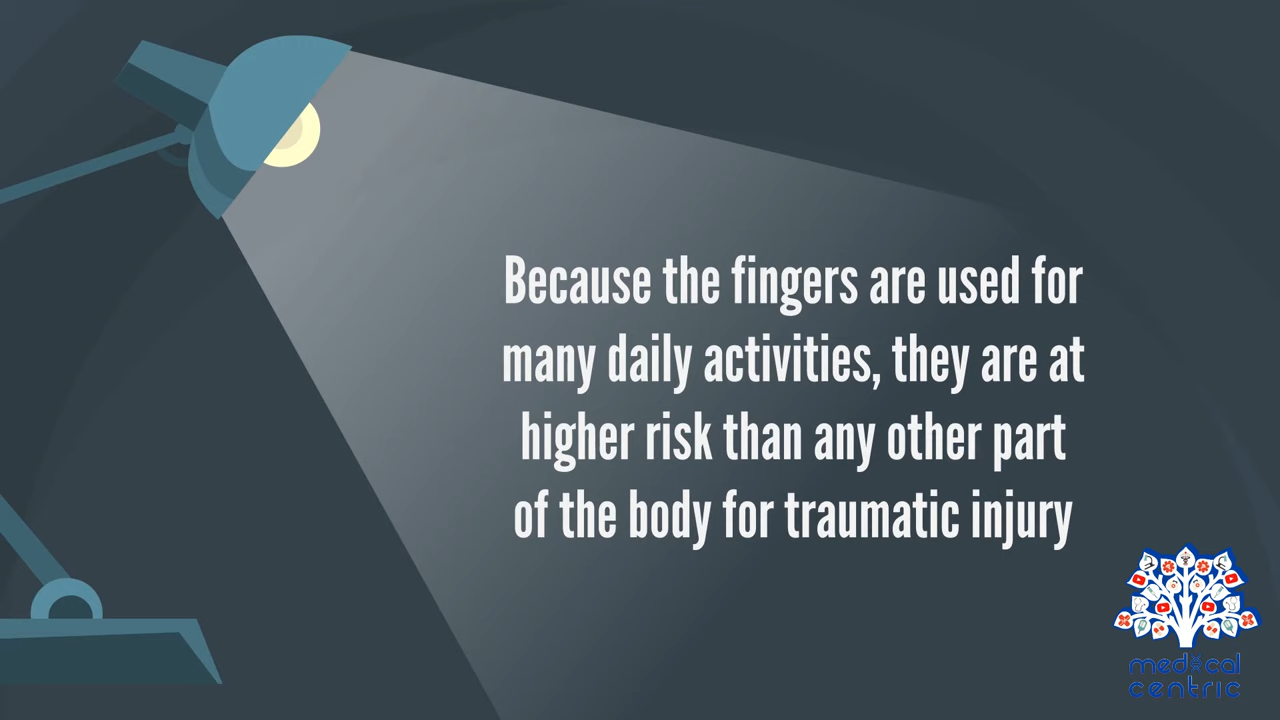 Because the fingers are used for
many daily activities, they are at
higher risk than any other part
of the body for traumatic injury
medical
centric